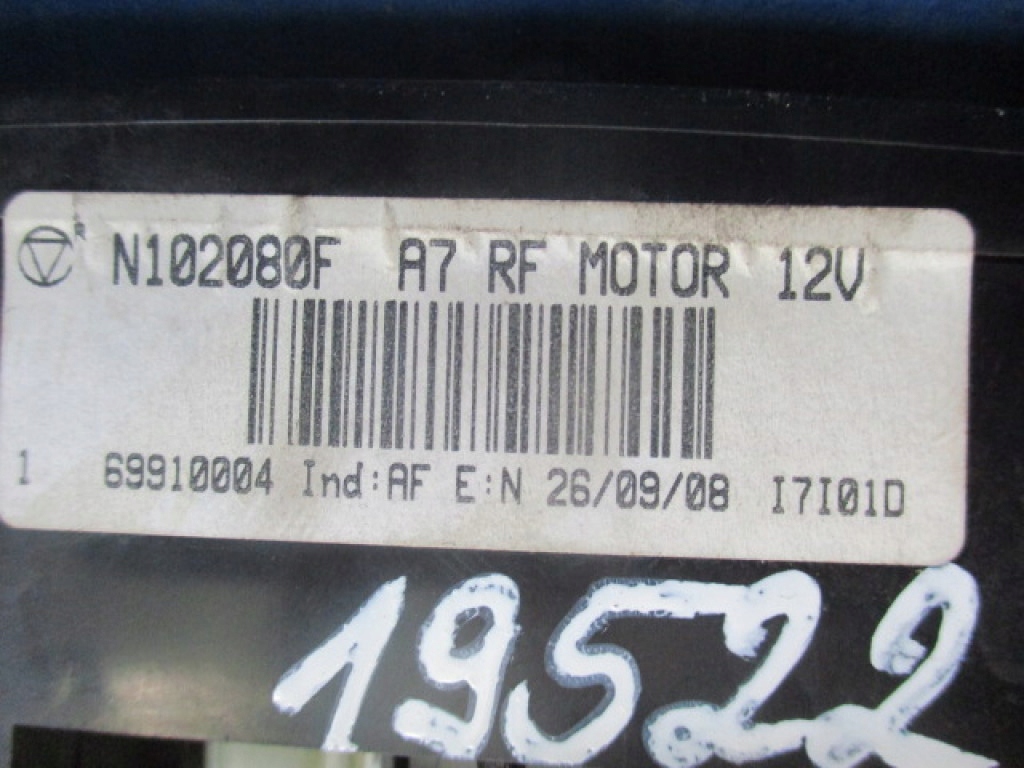 N102080F A7 RF MOTOR 12V
1 69910004 Ind:AF E:N 26/09/08 I7I01D
19522